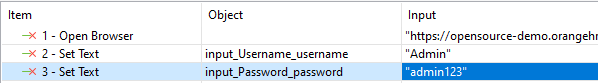 Item Object Input
1 - Open Browser "https://opensource-demo.orangehr
2 - Set Text input_Username_username "Admin"
3 - Set Text input_Password_password "admin123"